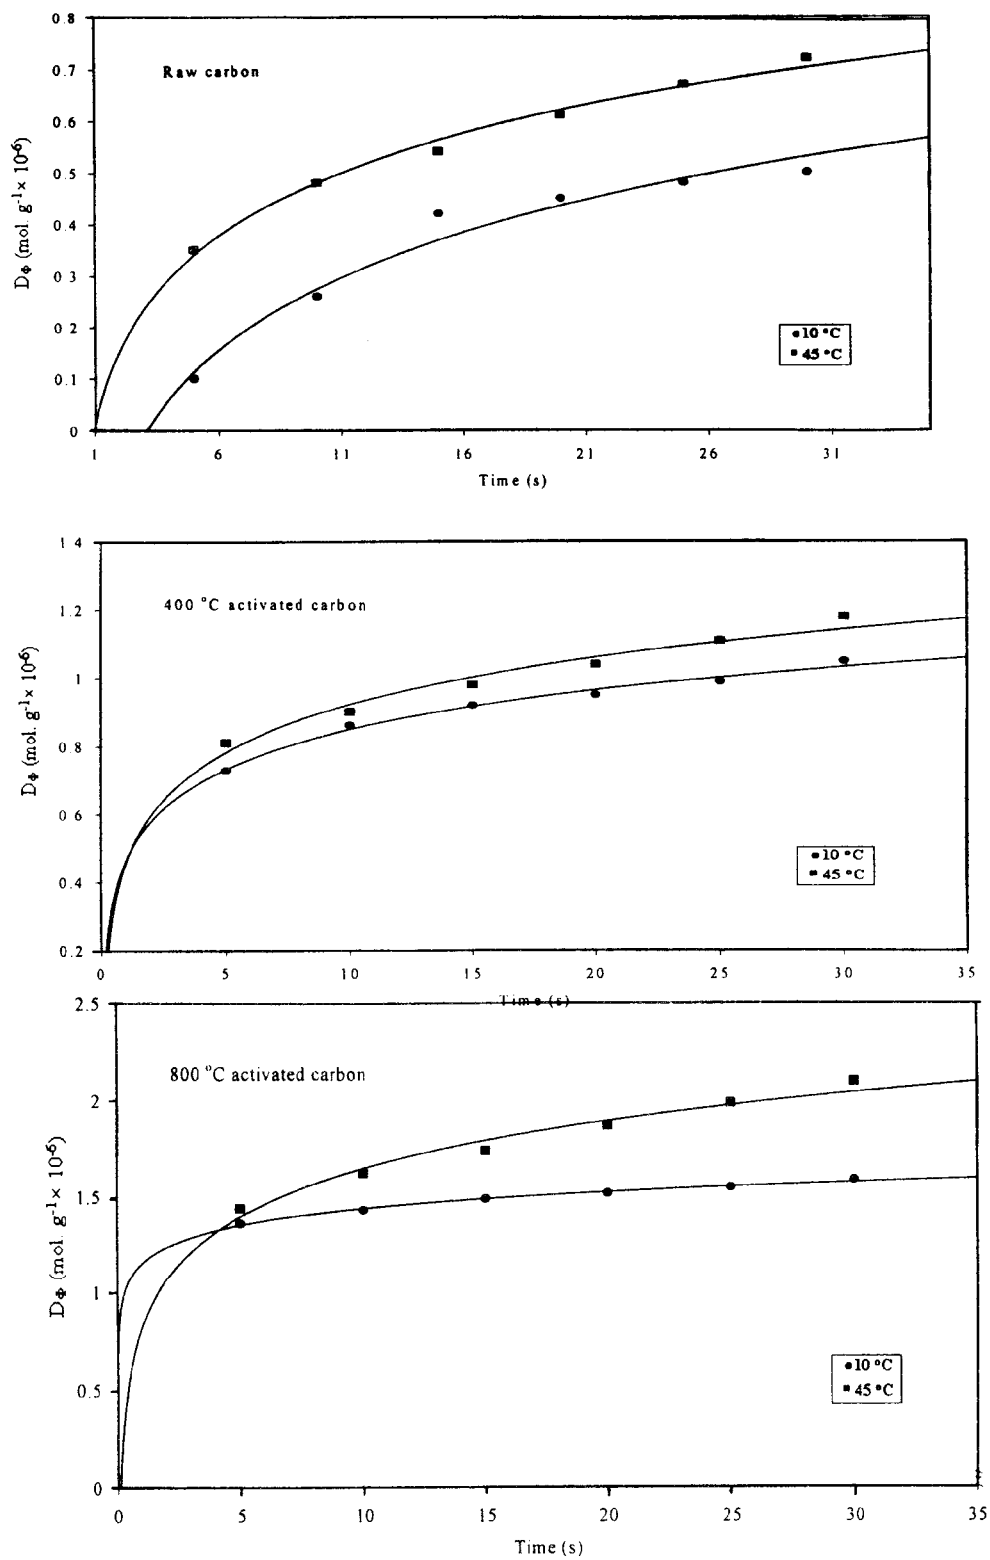 0.8
Raw carbon
0.7
0.6
0.5
0.4
0.3
0.2
0.1
0
DΦ (mol. g⁻¹ × 10⁻⁶)
● 10 °C
■ 45 °C
1 6 11 16 21 26 31
Time (s)
1 4
400 °C activated carbon
1.2
1
0.8
0 6
0.4
0.2
DΦ (mol. g⁻¹ × 10⁻⁶)
■ 10 °C
■ 45 °C
0 5 10 15 20 25 30 35
Time (s)
2.5
800 °C activated carbon
2
1.5
1
0.5
0
DΦ (mol. g⁻¹ × 10⁻⁶)
● 10 °C
■ 45 °C
0 5 10 15 20 25 30 35
Time (s)